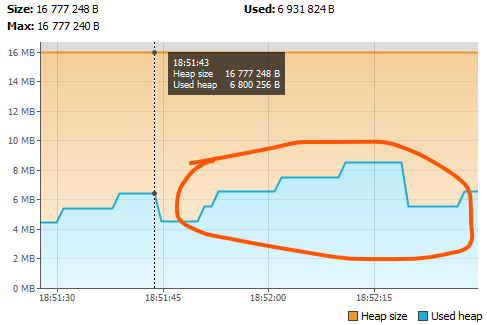 Size: 16 777 248 B Used: 6 931 824 B
Max: 16 777 240 B
16 MB
18:51:43
Heap size 16 777 248 B
Used heap 6 800 256 B
14 MB
12 MB
10 MB
8 MB
6 MB
4 MB
2 MB
0 MB
18:51:30 18:51:45 18:52:00 18:52:15
Heap size Used heap